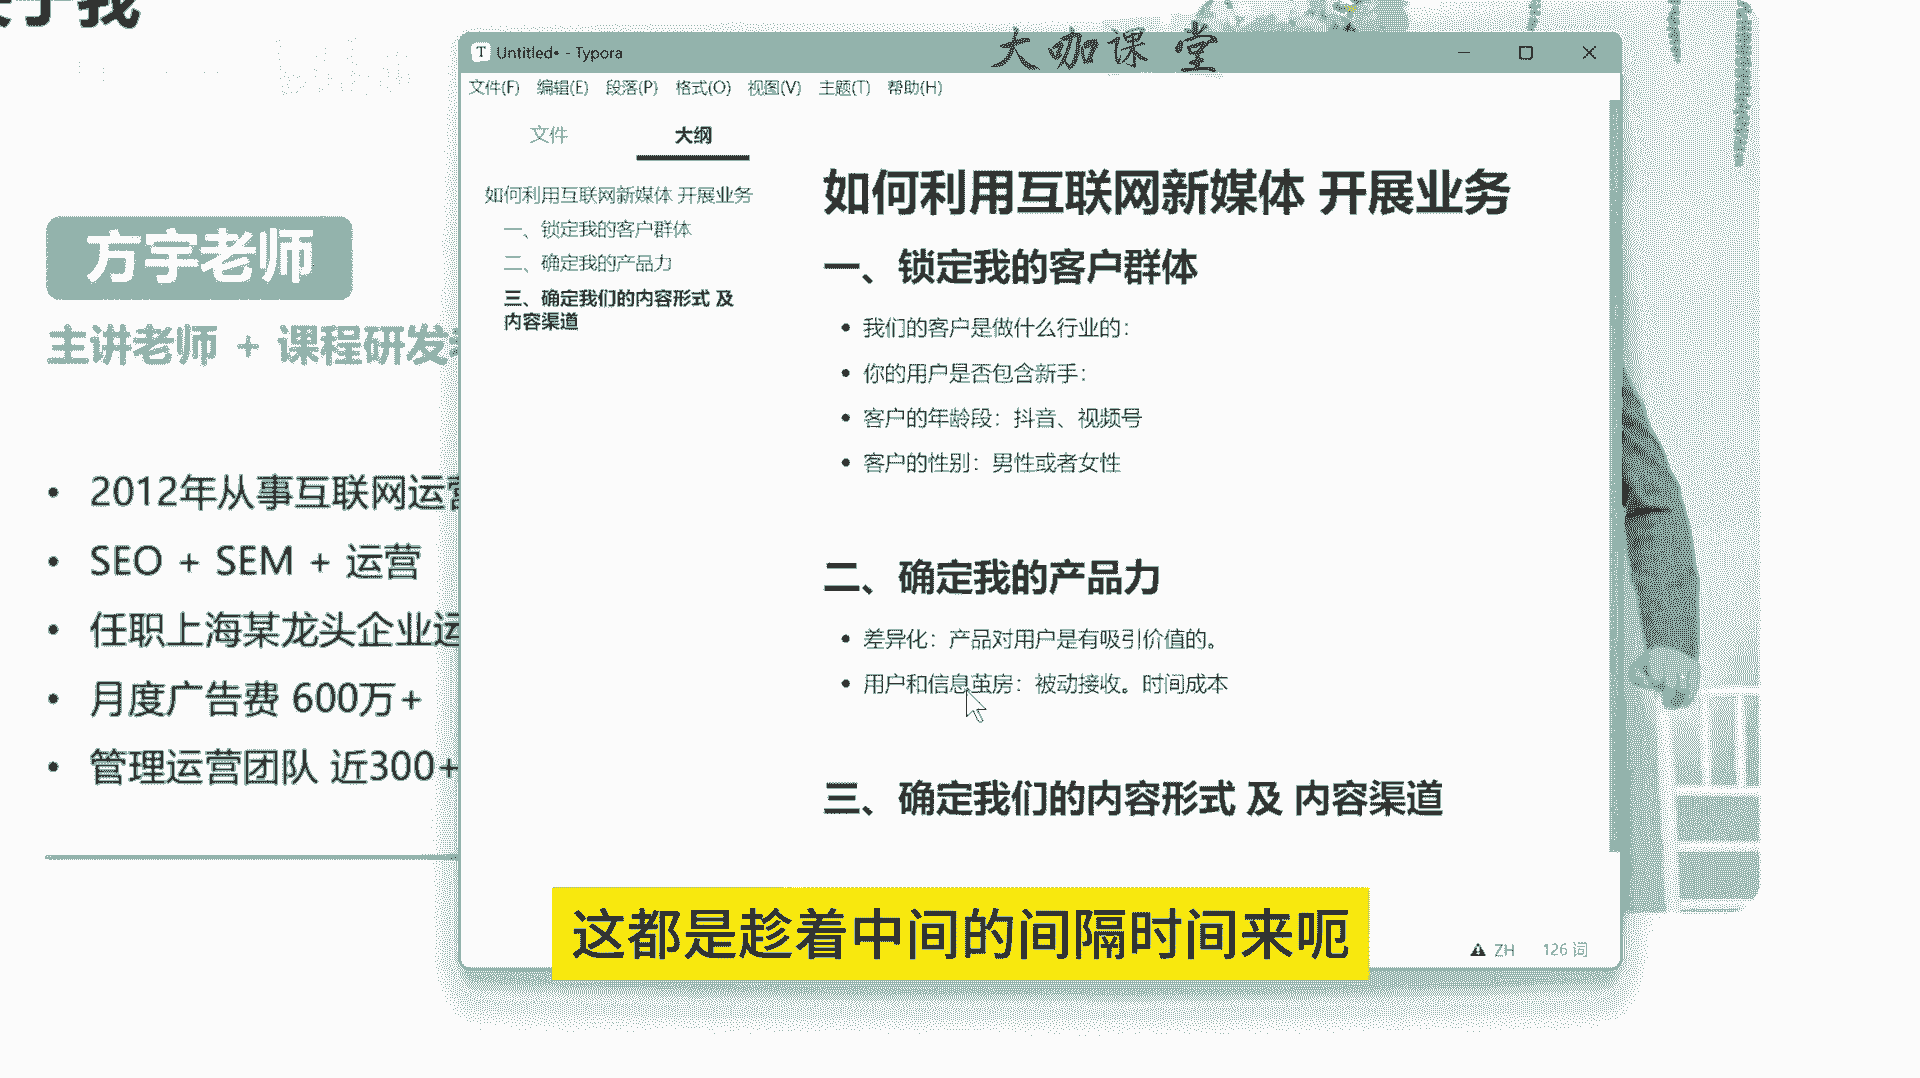 大咖课堂
Untitled• - Typora
文件(F) 编辑(E) 段落(P) 格式(O) 视图(V) 主题(T) 帮助(H)
文件 大纲
如何利用互联网新媒体 开展业务
一、锁定我的客户群体
二、确定我的产品力
三、确定我们的内容形式 及
内容渠道
如何利用互联网新媒体 开展业务
一、锁定我的客户群体
• 我们的客户是做什么行业的：
• 你的用户是否包含新手：
• 客户的年龄段：抖音、视频号
• 客户的性别：男性或者女性
二、确定我的产品力
• 差异化：产品对用户是有吸引价值的。
• 用户和信息茧房：被动接收。时间成本
三、确定我们的内容形式 及 内容渠道
ZH 126 词
方宇老师
主讲老师 + 课程研发
• 2012年从事互联网运营
• SEO + SEM + 运营
• 任职上海某龙头企业运
• 月度广告费 600万+
• 管理运营团队 近300+
这都是趁着中间的间隔时间来呃